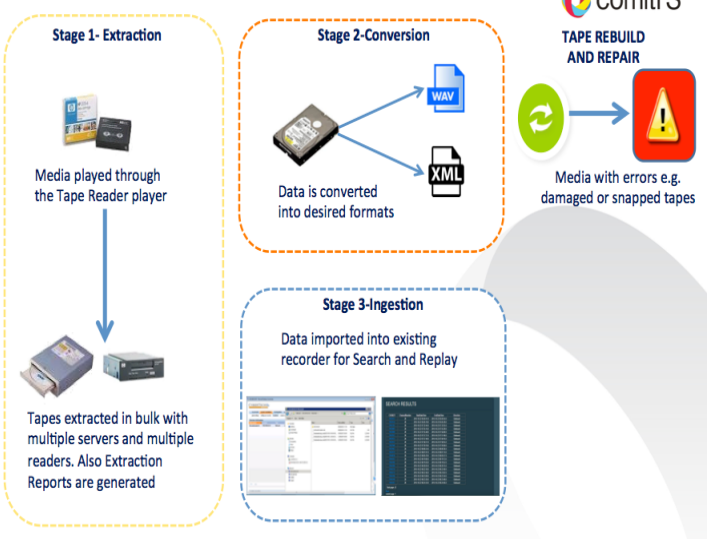 Stage 1- Extraction
Media played through
the Tape Reader player
Tapes extracted in bulk with
multiple servers and multiple
readers. Also Extraction
Reports are generated
Stage 2-Conversion
WAV
XML
Data is converted
into desired formats
Stage 3-Ingestion
Data imported into existing
recorder for Search and Replay
SEARCH RESULTS
TAPE REBUILD
AND REPAIR
Media with errors e.g.
damaged or snapped tapes